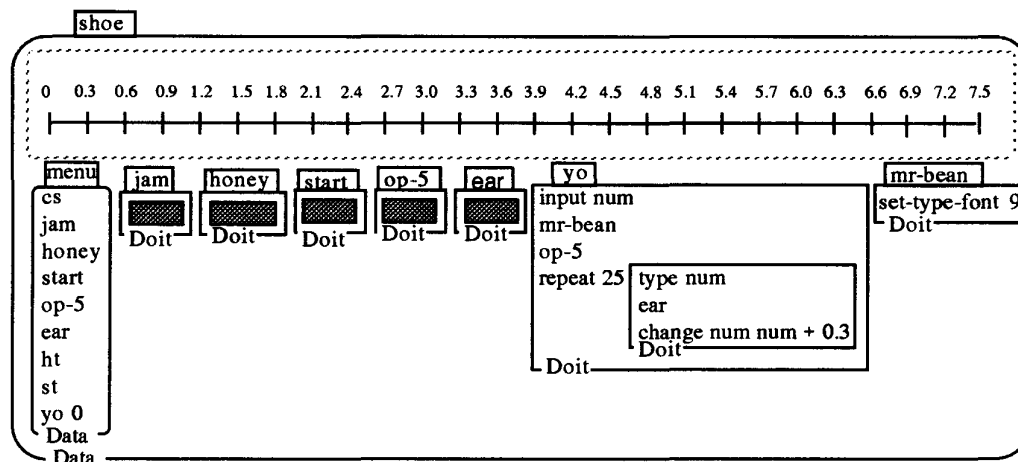 shoe
0 0.3 0.6 0.9 1.2 1.5 1.8 2.1 2.4 2.7 3.0 3.3 3.6 3.9 4.2 4.5 4.8 5.1 5.4 5.7 6.0 6.3 6.6 6.9 7.2 7.5
menu
cs
jam
honey
start
op-5
ear
ht
st
yo 0
Data
jam
Doit
honey
Doit
start
Doit
op-5
Doit
ear
Doit
yo
input num
mr-bean
op-5
repeat 25
type num
ear
change num num + 0.3
Doit
Doit
mr-bean
set-type-font 9
Doit
Data